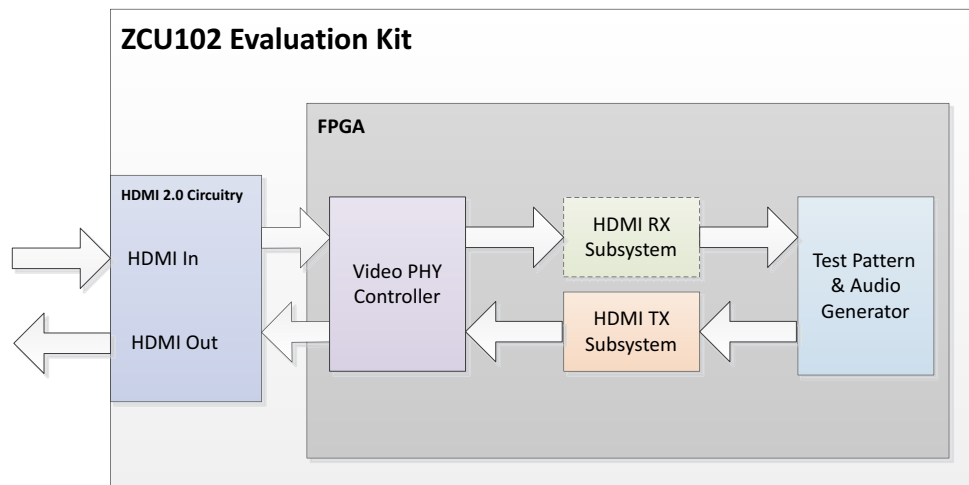 ZCU102 Evaluation Kit
FPGA
HDMI 2.0 Circuitry
HDMI In
HDMI Out
Video PHY
Controller
HDMI RX
Subsystem
HDMI TX
Subsystem
Test Pattern
& Audio
Generator